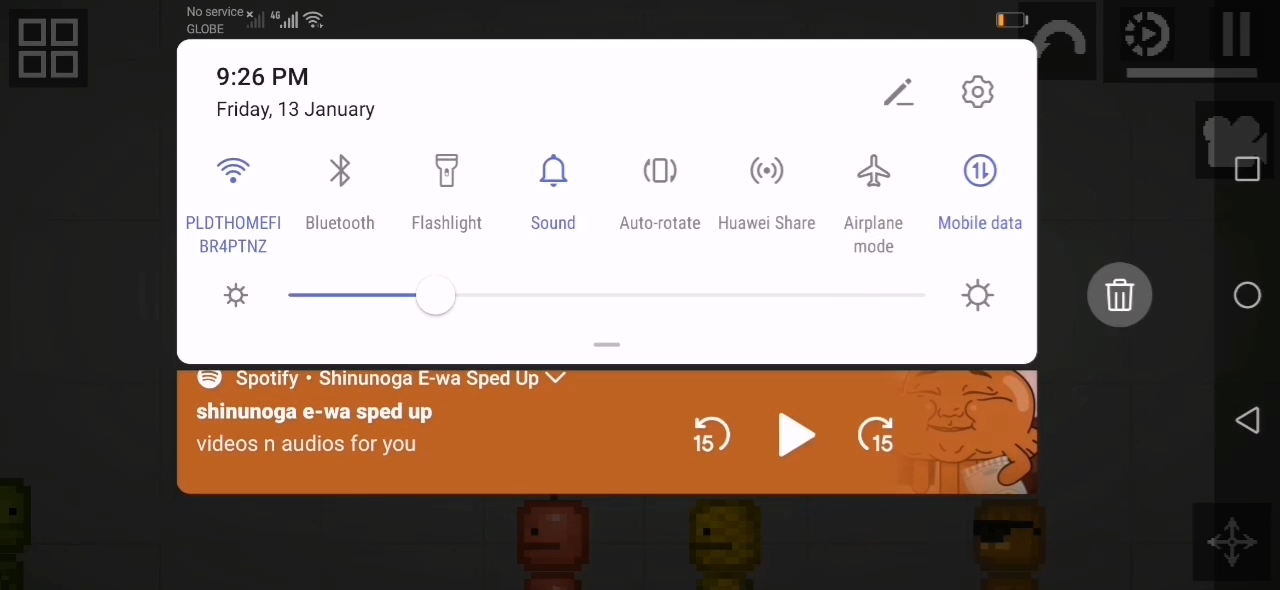 No service
4G
GLOBE
9:26 PM
Friday, 13 January
PLDTHOMEFI
BR4PTNZ
Bluetooth
Flashlight
Sound
Auto-rotate
Huawei Share
Airplane
mode
Mobile data
Spotify • Shinunoga E-wa Sped Up
shinunoga e-wa sped up
videos n audios for you
15
15